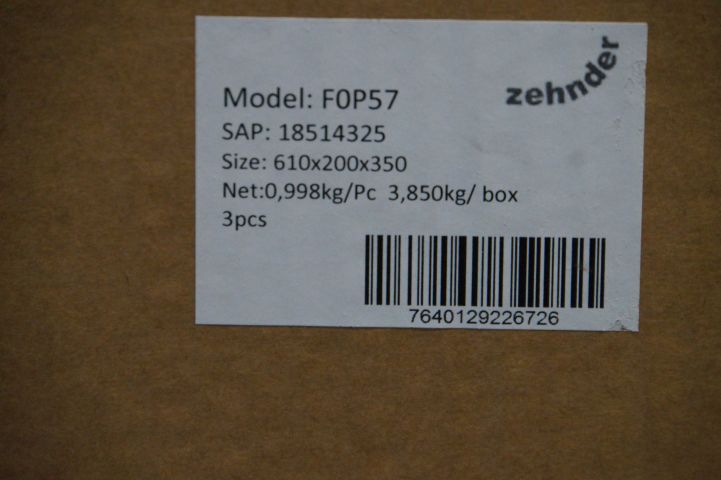 zehnder
Model: F0P57
SAP: 18514325
Size: 610x200x350
Net:0,998kg/Pc 3,850kg/ box
3pcs
7640129226726